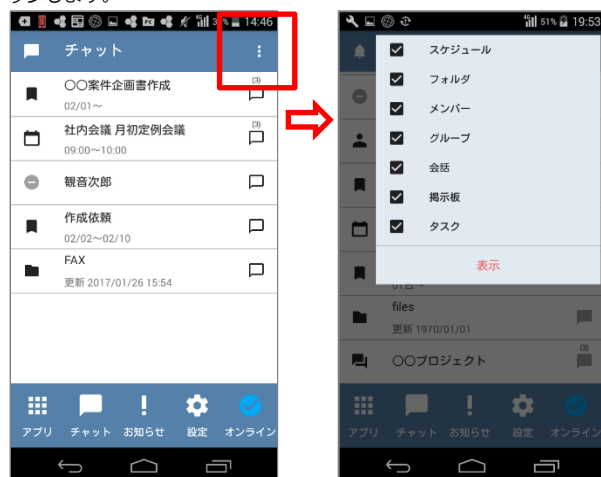 14:46
チャット
〇〇案件企画書作成
(3)
02/01～
社内会議 月初定例会議
(3)
09:00～10:00
観音次郎
作成依頼
02/02～02/10
FAX
更新 2017/01/26 15:54
アプリ チャット お知らせ 設定 オンライン
51% 19:53
スケジュール
フォルダ
メンバー
グループ
会話
掲示板
タスク
表示
files
更新 1970/01/01
〇〇プロジェクト
(3)
アプリ チャット お知らせ 設定 オンライン